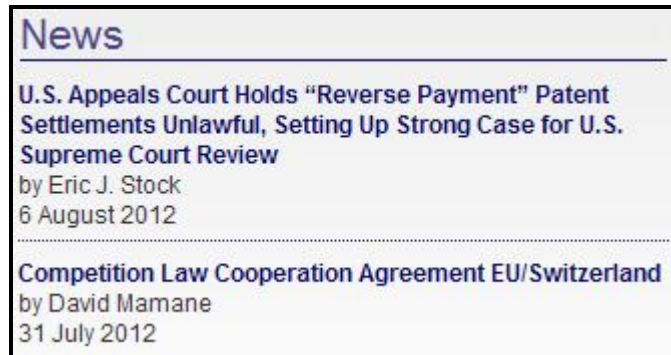 News
U.S. Appeals Court Holds “Reverse Payment” Patent
Settlements Unlawful, Setting Up Strong Case for U.S.
Supreme Court Review
by Eric J. Stock
6 August 2012
Competition Law Cooperation Agreement EU/Switzerland
by David Mamane
31 July 2012